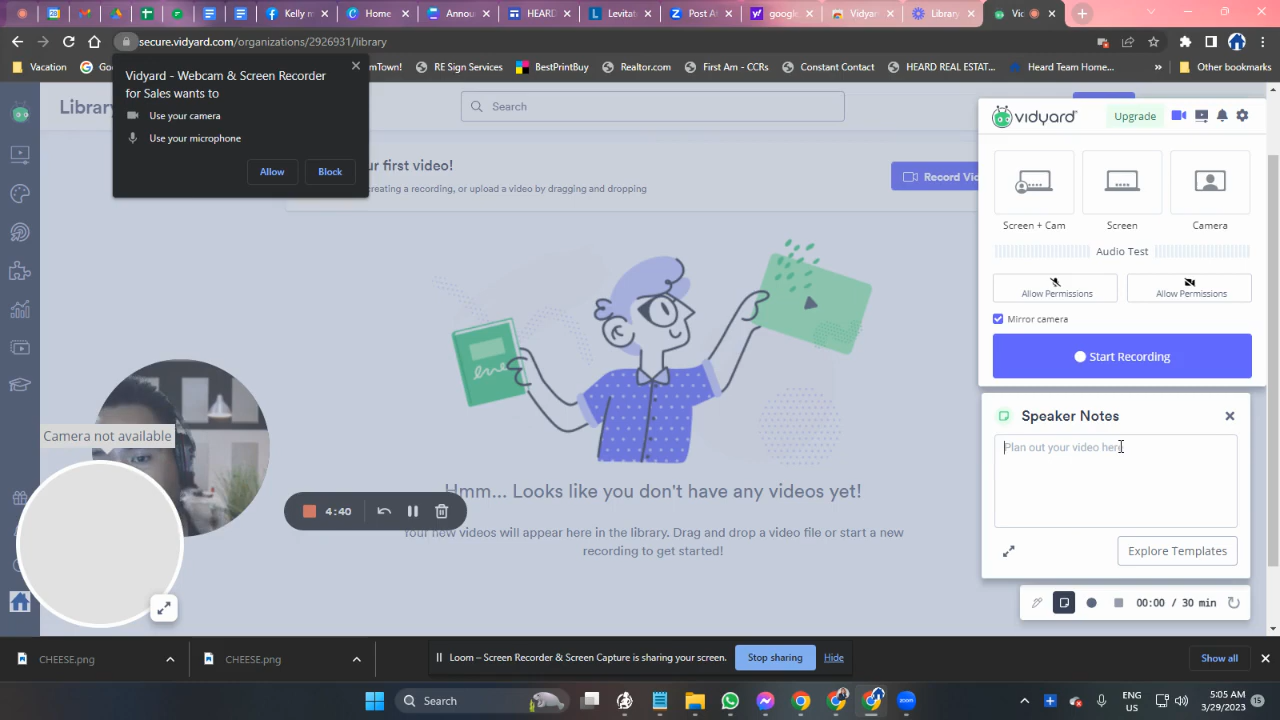 Kelly m
Home
Annou
HEARD
Levitat
Post At
google
Vidyar
Library
Vid
secure.vidyard.com/organizations/2926931/library
Vacation
Goo
omTown!
RE Sign Services
BestPrintBuy
Realtor.com
First Am - CCRs
Constant Contact
HEARD REAL ESTAT...
Heard Team Home...
»
Other bookmarks
Vidyard - Webcam & Screen Recorder
for Sales wants to
Use your camera
Use your microphone
Allow
Block
Library
Search
ur first video!
creating a recording, or upload a video by dragging and dropping
Record Vid
vidyard
Upgrade
Screen + Cam
Screen
Camera
Audio Test
Allow Permissions
Allow Permissions
Mirror camera
Start Recording
Speaker Notes
Plan out your video here
Explore Templates
00:00 / 30 min
Camera not available
4:40
Hmm... Looks like you don't have any videos yet!
Your new videos will appear here in the library. Drag and drop a video file or start a new
recording to get started!
CHEESE.png
CHEESE.png
Loom – Screen Recorder & Screen Capture is sharing your screen.
Stop sharing
Hide
Show all
Search
zoom
ENG
US
5:05 AM
3/29/2023
15